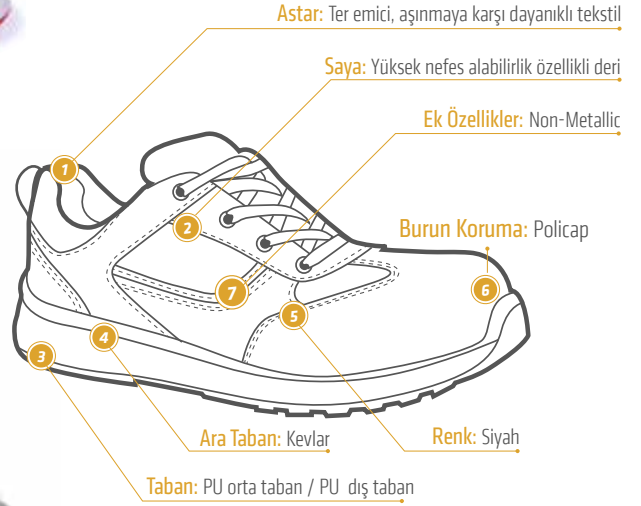 Astar: Ter emici, aşınmaya karşı dayanıklı tekstil
Saya: Yüksek nefes alabilirlik özellikli deri
Ek Özellikler: Non-Metallic
1
2
Burun Koruma: Policap
7
6
5
4
3
Ara Taban: Kevlar
Renk: Siyah
Taban: PU orta taban / PU dış taban